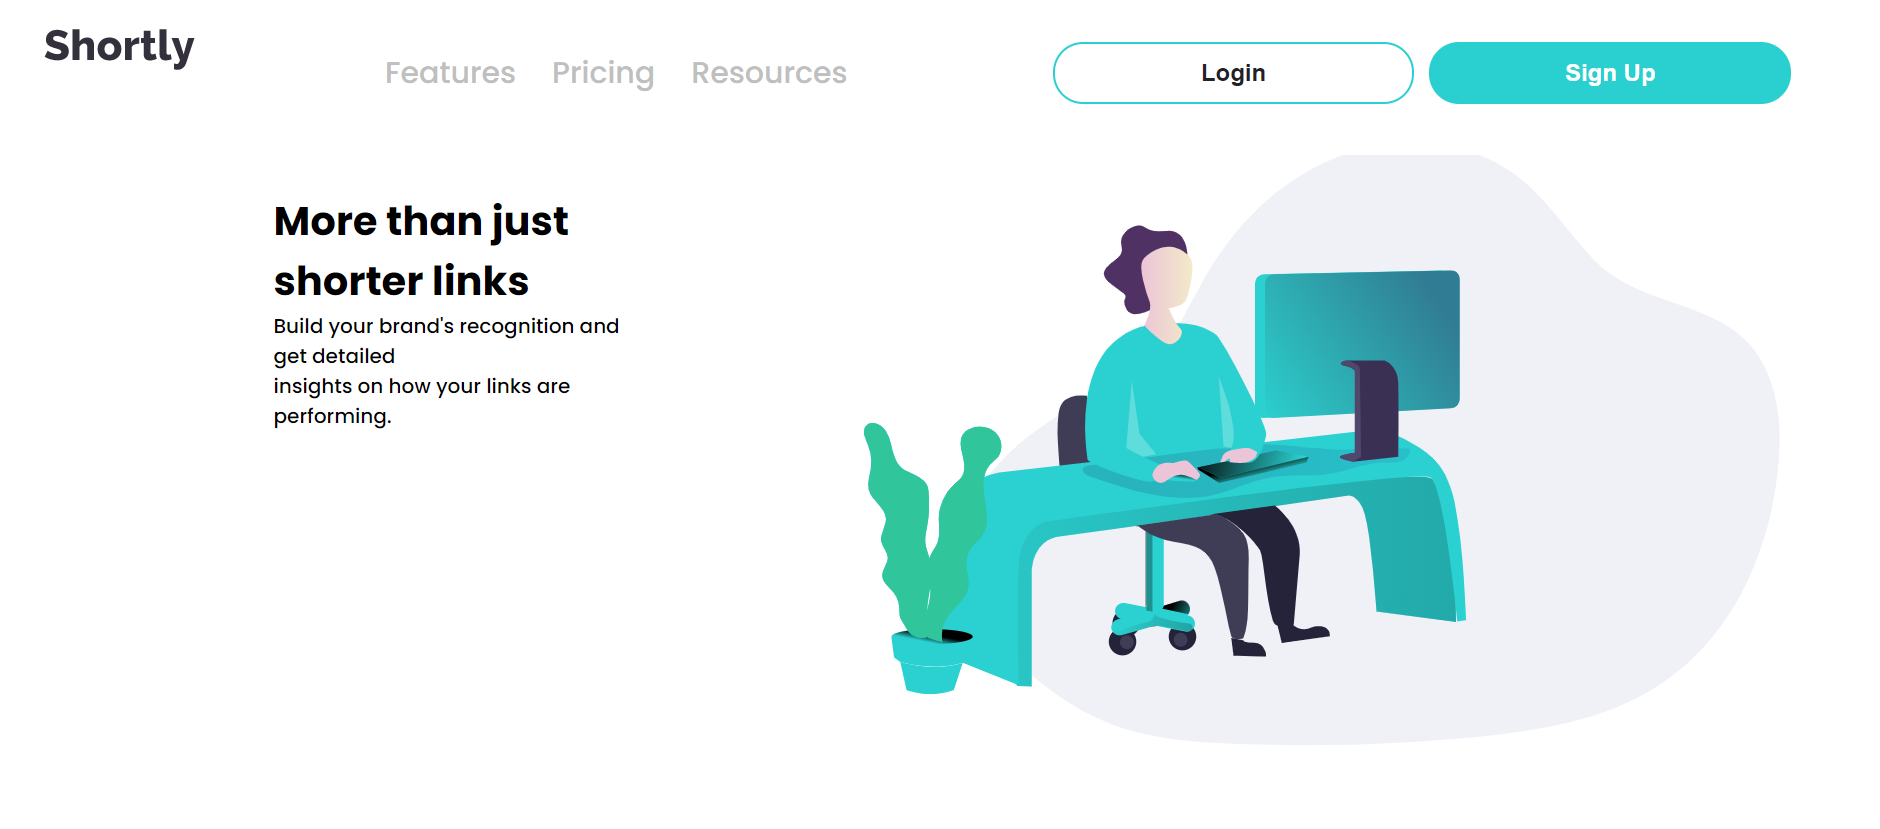 Shortly
Features Pricing Resources
Login
Sign Up
More than just
shorter links
Build your brand's recognition and
get detailed
insights on how your links are
performing.